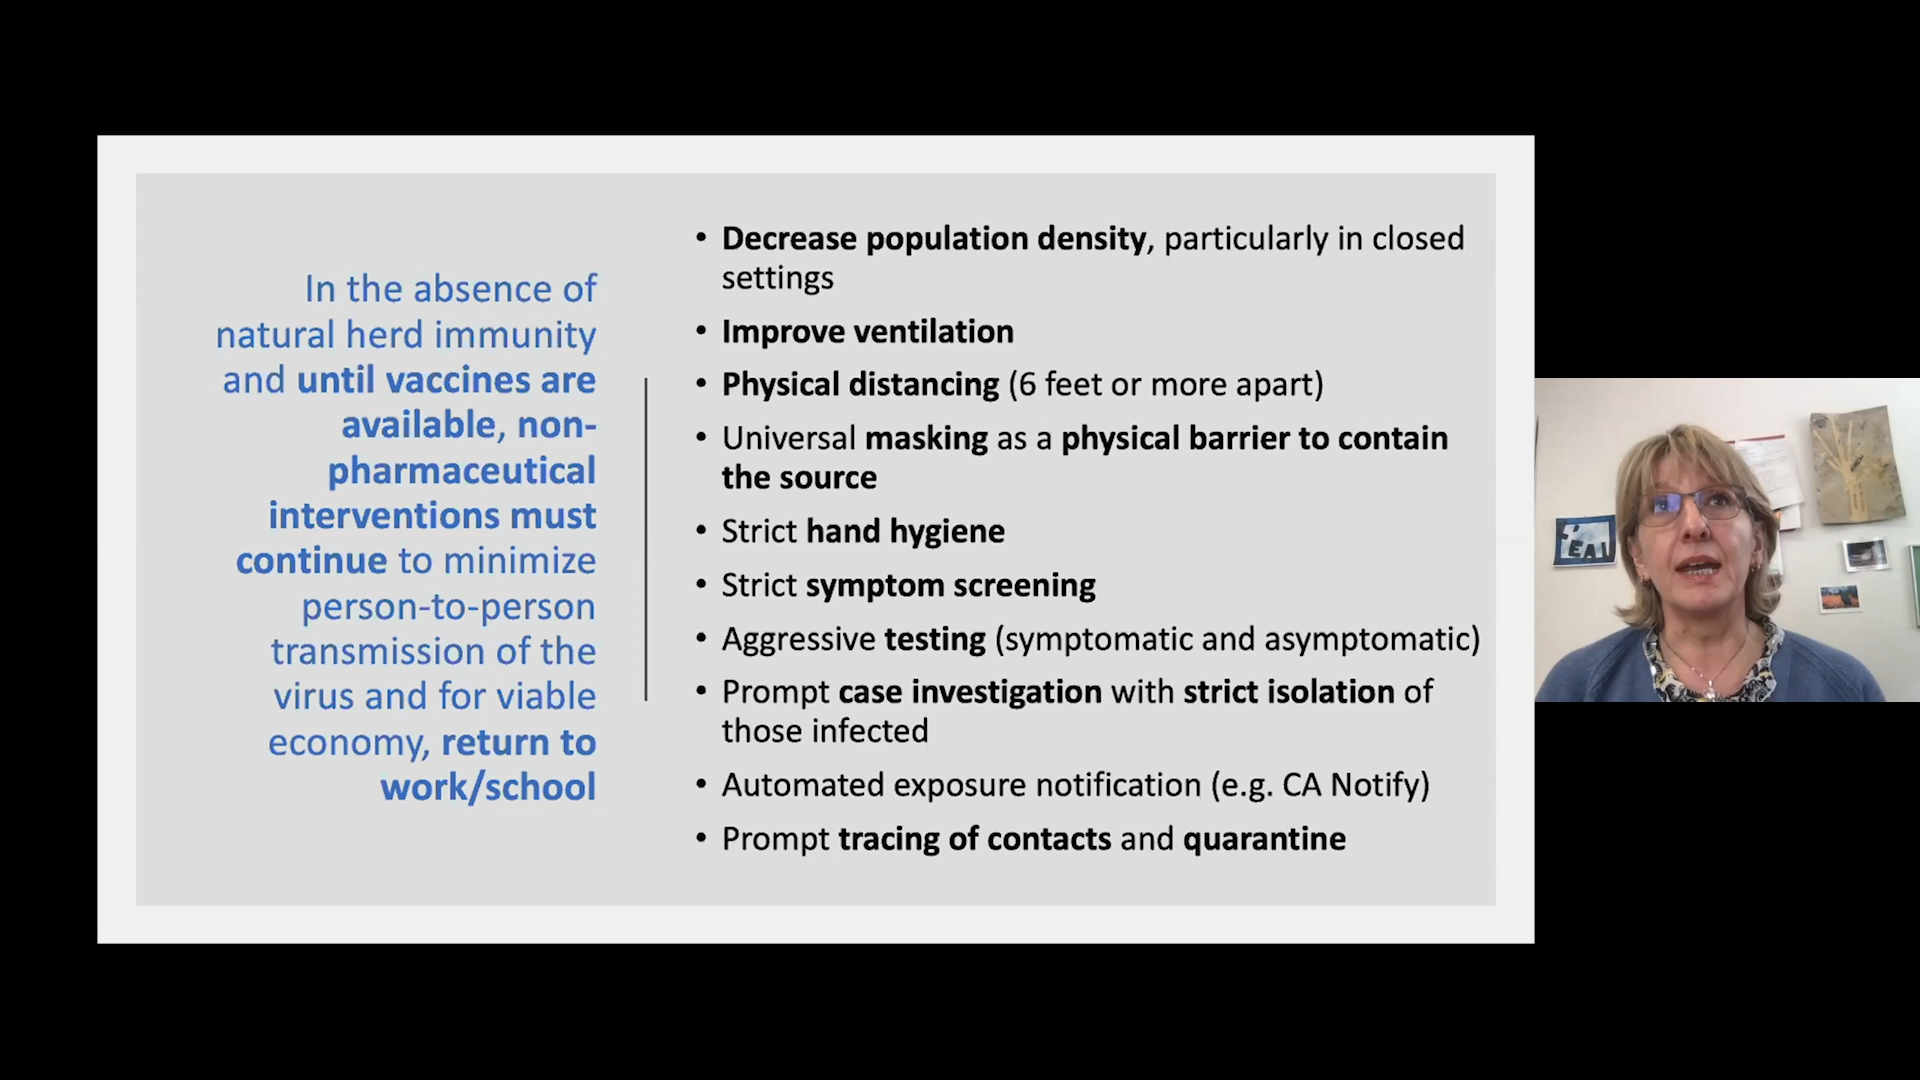 In the absence of
natural herd immunity
and until vaccines are
available, non-
pharmaceutical
interventions must
continue to minimize
person-to-person
transmission of the
virus and for viable
economy, return to
work/school
• Decrease population density, particularly in closed
settings
• Improve ventilation
• Physical distancing (6 feet or more apart)
• Universal masking as a physical barrier to contain
the source
• Strict hand hygiene
• Strict symptom screening
• Aggressive testing (symptomatic and asymptomatic)
• Prompt case investigation with strict isolation of
those infected
• Automated exposure notification (e.g. CA Notify)
• Prompt tracing of contacts and quarantine